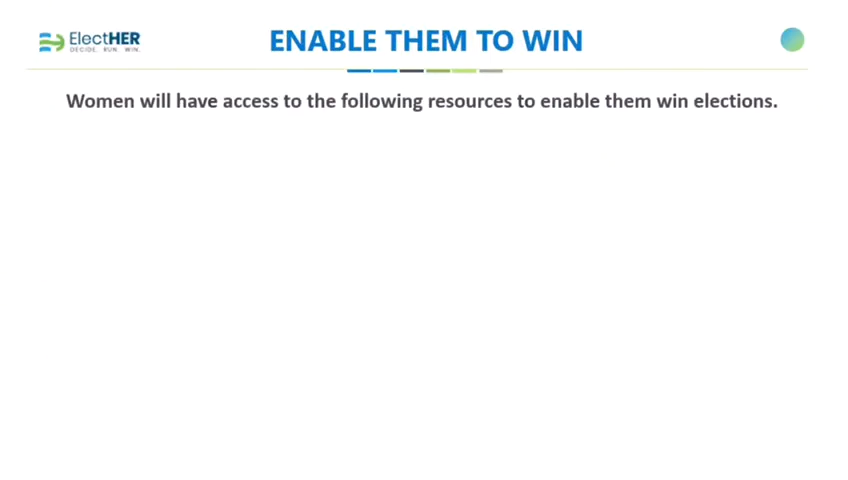 ElectHER
DECIDE. RUN. WIN.
ENABLE THEM TO WIN
Women will have access to the following resources to enable them win elections.